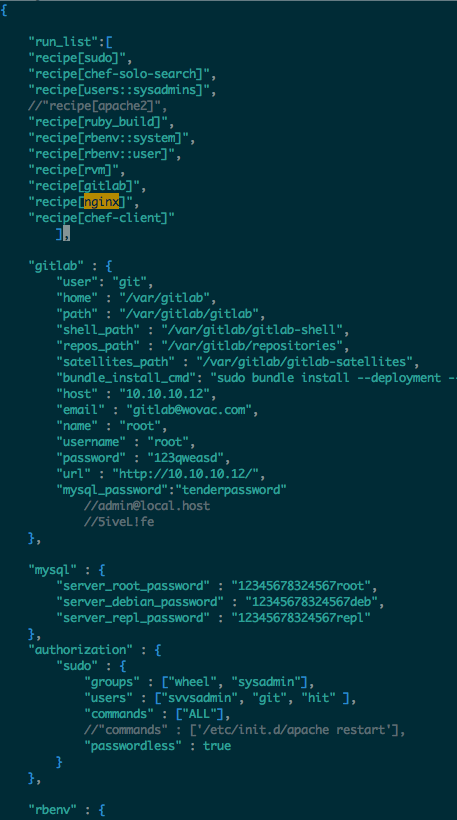 {
"run_list":[
"recipe[sudo]",
"recipe[chef-solo-search]",
"recipe[users::sysadmins]",
//"recipe[apache2]",
"recipe[ruby_build]",
"recipe[rbenv::system]",
"recipe[rbenv::user]",
"recipe[rvm]",
"recipe[gitlab]",
"recipe[nginx]",
"recipe[chef-client]"
],
"gitlab" : {
"user": "git",
"home" : "/var/gitlab",
"path" : "/var/gitlab/gitlab",
"shell_path" : "/var/gitlab/gitlab-shell",
"repos_path" : "/var/gitlab/repositories",
"satellites_path" : "/var/gitlab/gitlab-satellites",
"bundle_install_cmd": "sudo bundle install --deployment -
"host" : "10.10.10.12",
"email" : "gitlab@wovac.com",
"name" : "root",
"username" : "root",
"password" : "123qweasd",
"url" : "http://10.10.10.12/",
"mysql_password":"tenderpassword"
//admin@local.host
//5iveL!fe
},
"mysql" : {
"server_root_password" : "12345678324567root",
"server_debian_password" : "12345678324567deb",
"server_repl_password" : "12345678324567repl"
},
"authorization" : {
"sudo" : {
"groups" : ["wheel", "sysadmin"],
"users" : ["svvsadmin", "git", "hit" ],
"commands" : ["ALL"],
//"commands" : ['/etc/init.d/apache restart'],
"passwordless" : true
}
},
"rbenv" : {